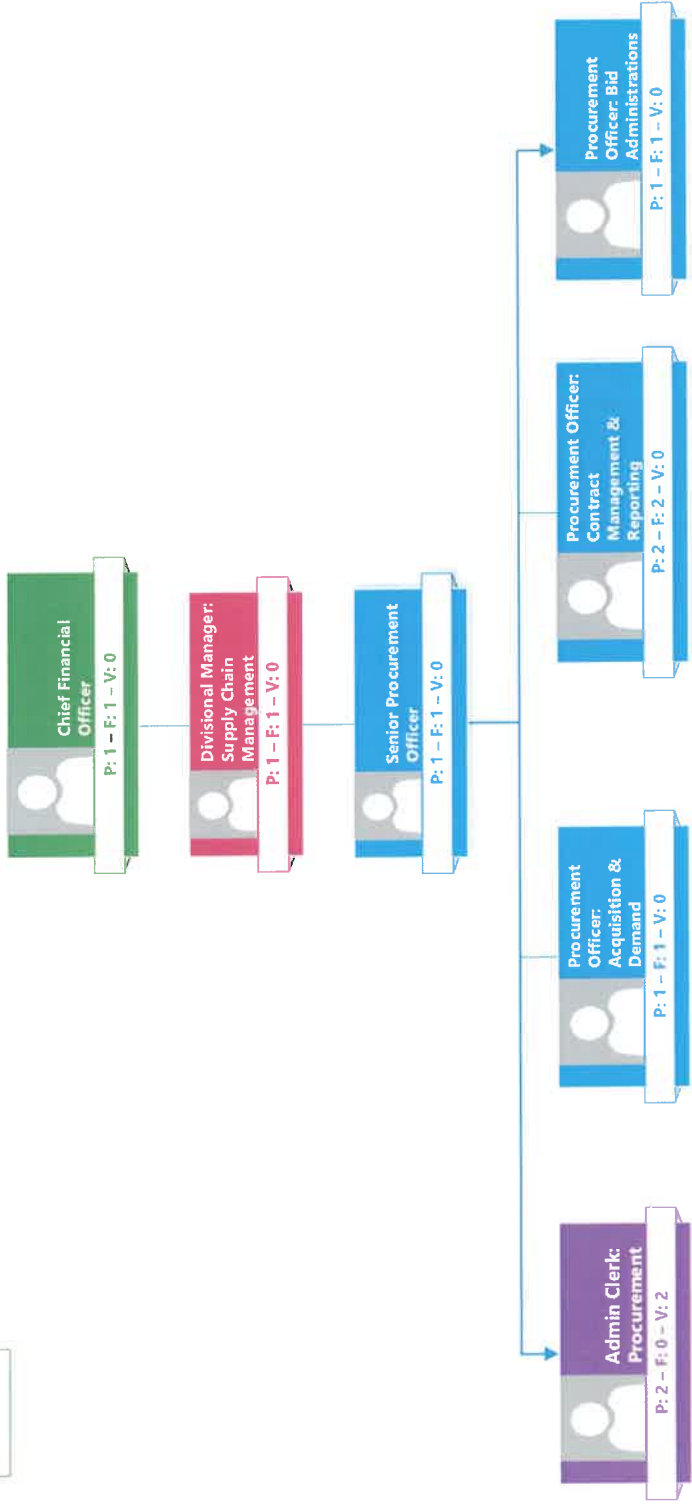 Chief Financial
Officer
P: 1 – F: 1 – V: 0
Divisional Manager:
Supply Chain
Management
P: 1 – F: 1 – V: 0
Senior Procurement
Officer
P: 1 – F: 1 – V: 0
Admin Clerk:
Procurement
P: 2 – F: 0 – V: 2
Procurement
Officer:
Acquisition &
Demand
P: 1 – F: 1 – V: 0
Procurement Officer:
Contract
Management &
Reporting
P: 2 – F: 2 – V: 0
Procurement
Officer: Bid
Administrations
P: 1 – F: 1 – V: 0